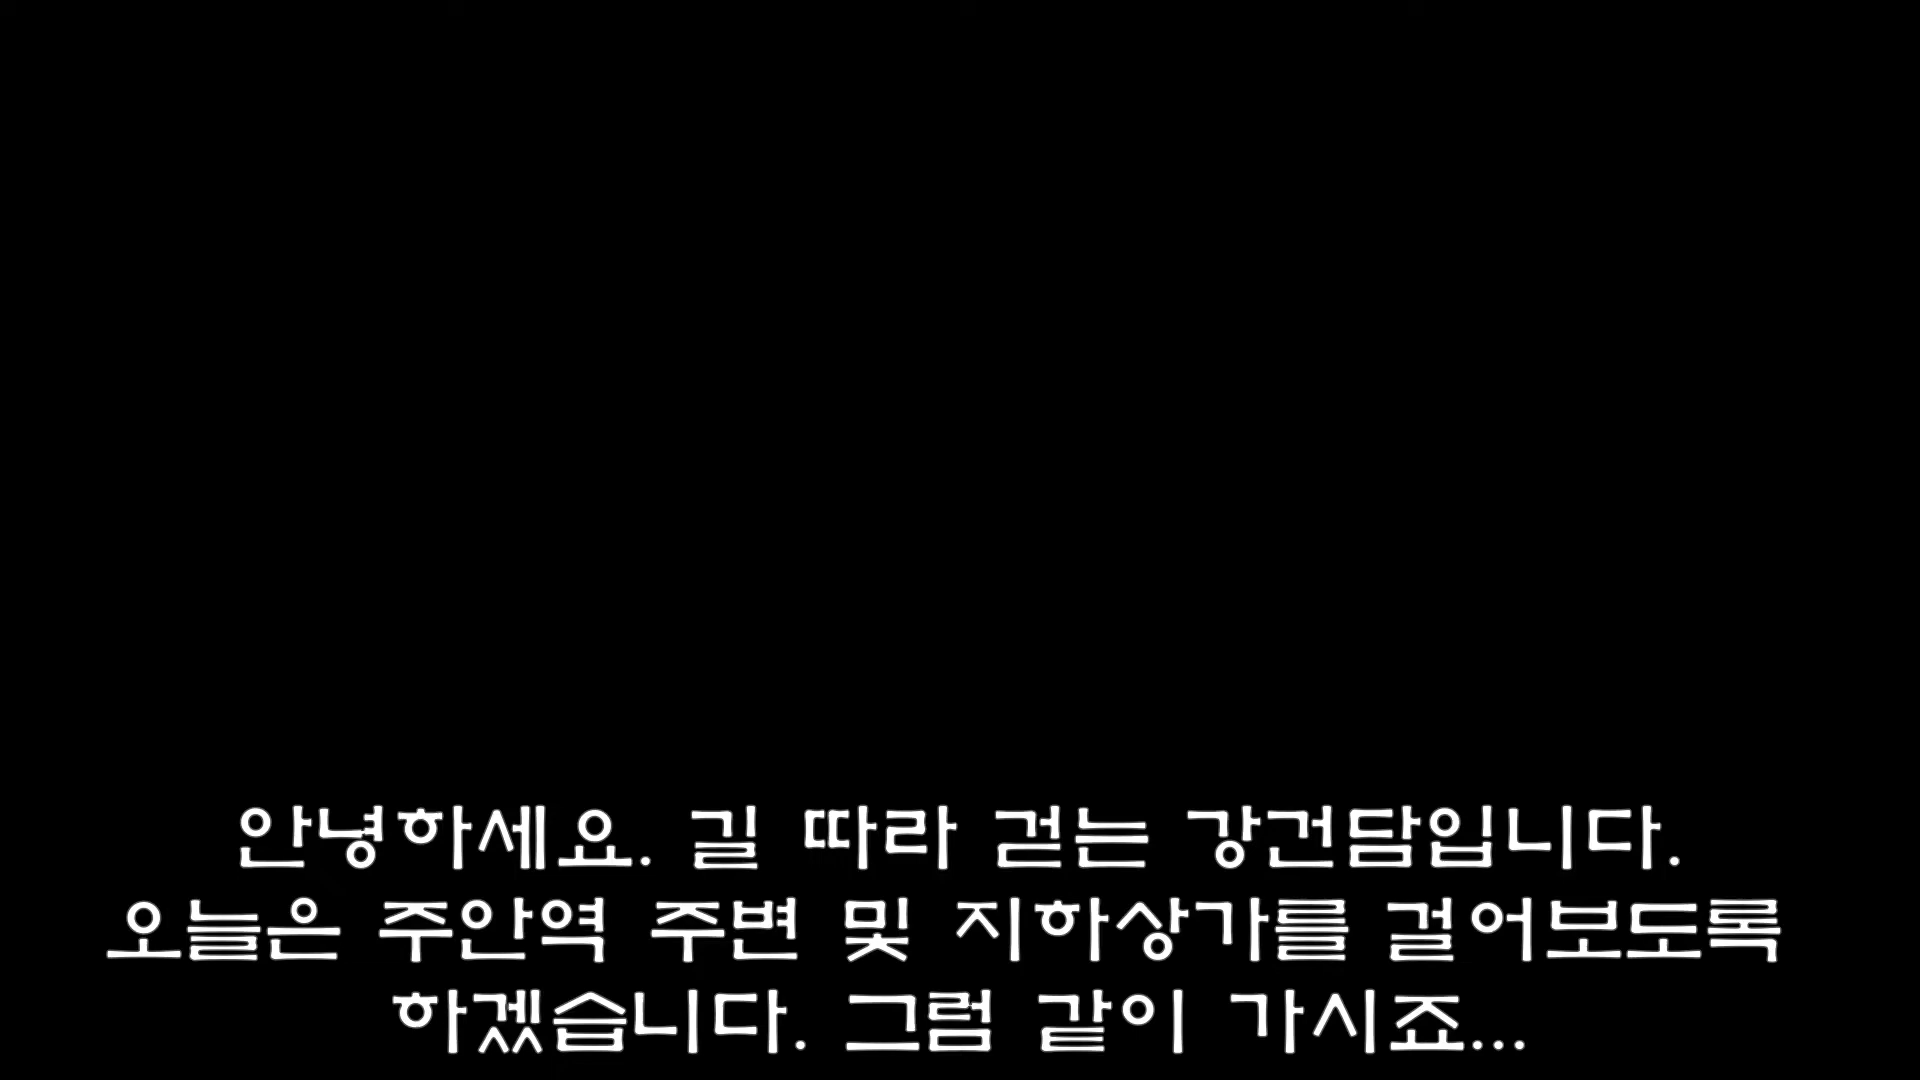 안녕하세요. 길 따라 걷는 강건담입니다.
오늘은 주안역 주변 및 지하상가를 걸어보도록
하겠습니다. 그럼 같이 가시죠...